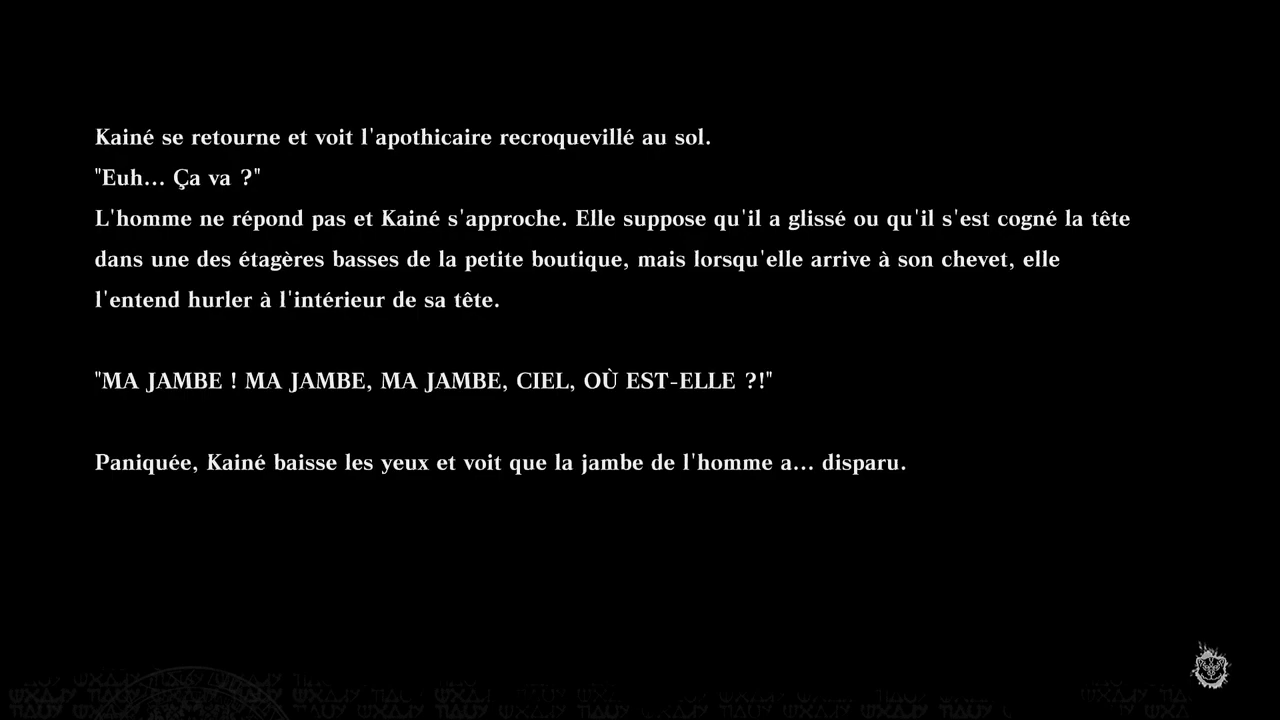 Kainé se retourne et voit l'apothicaire recroquevillé au sol.
"Euh... Ça va ?"
L'homme ne répond pas et Kainé s'approche. Elle suppose qu'il a glissé ou qu'il s'est cogné la tête
dans une des étagères basses de la petite boutique, mais lorsqu'elle arrive à son chevet, elle
l'entend hurler à l'intérieur de sa tête.
"MA JAMBE ! MA JAMBE, MA JAMBE, CIEL, OÙ EST-ELLE ?!"
Paniquée, Kainé baisse les yeux et voit que la jambe de l'homme a... disparu.